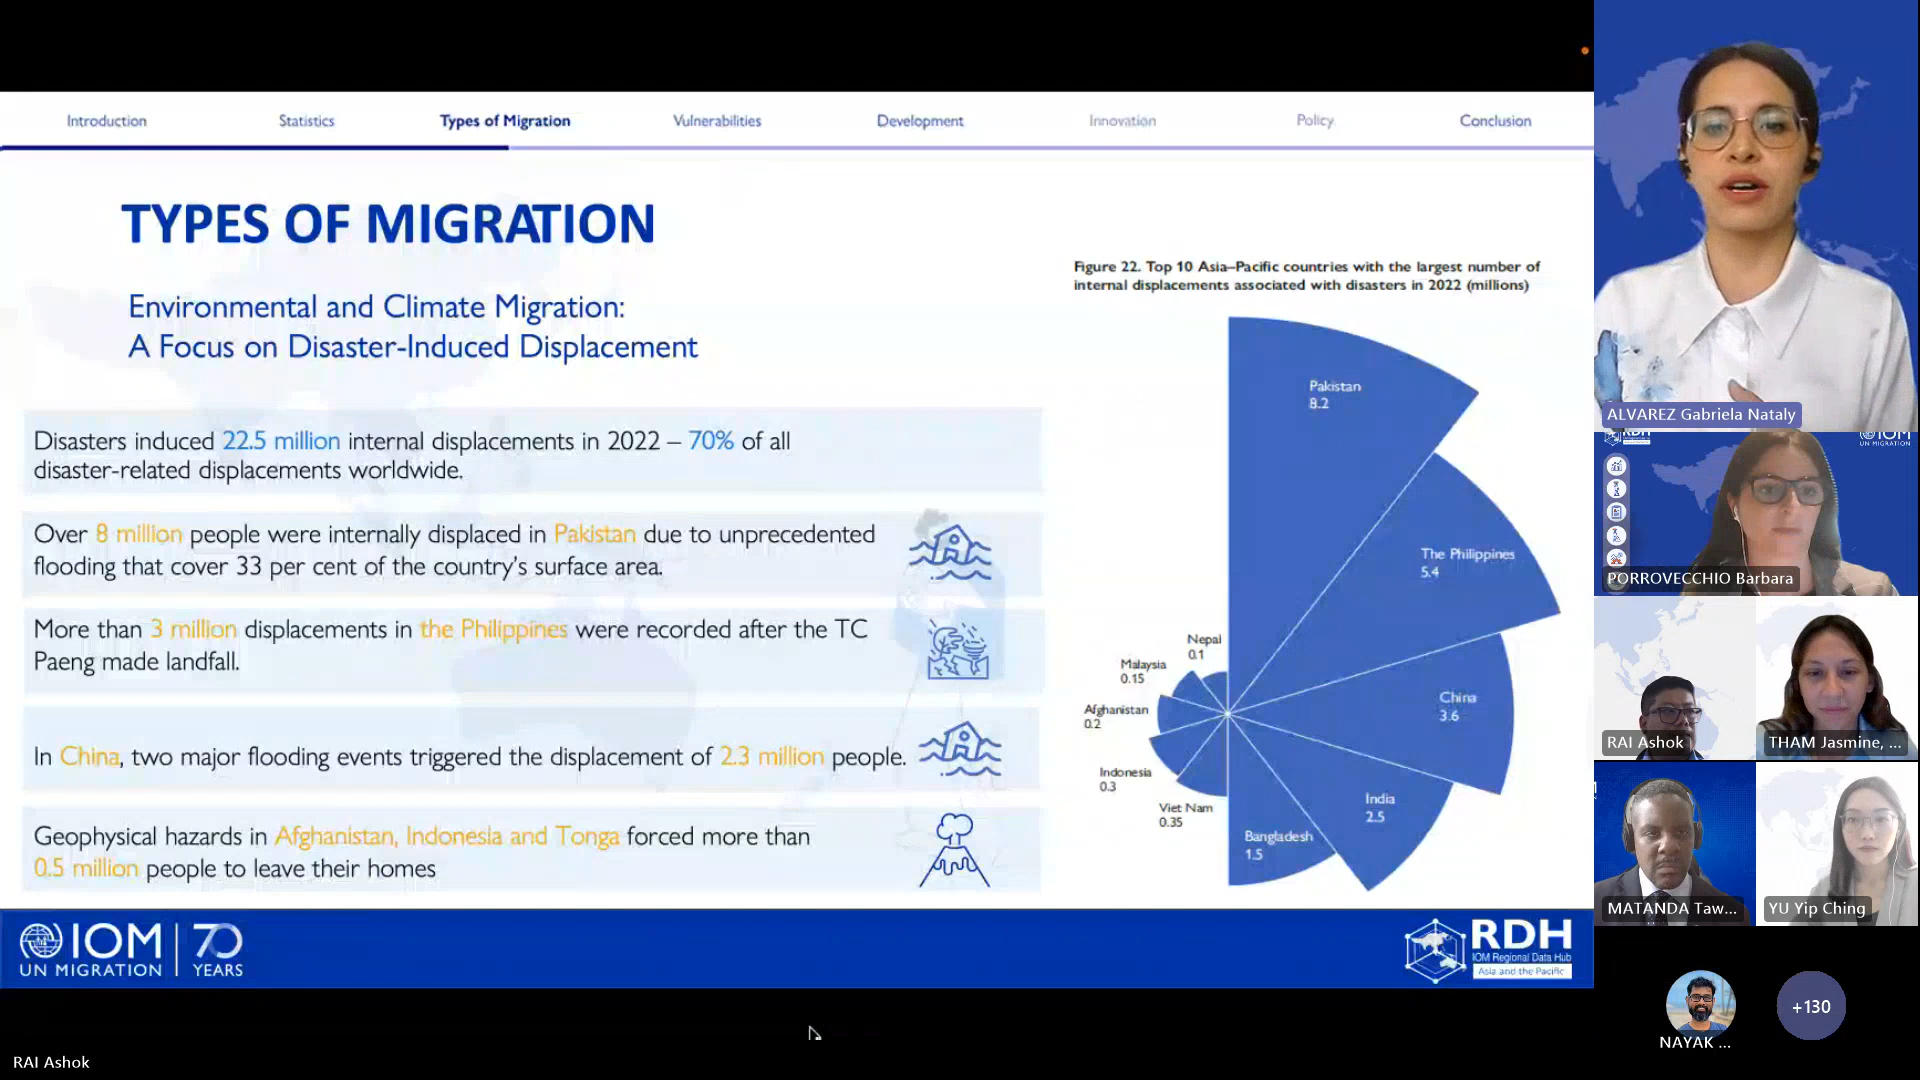 Introduction
Statistics
Types of Migration
Vulnerabilities
Development
Innovation
Policy
Conclusion
TYPES OF MIGRATION
Environmental and Climate Migration:
A Focus on Disaster-Induced Displacement
Disasters induced 22.5 million internal displacements in 2022 – 70% of all
disaster-related displacements worldwide.
Over 8 million people were internally displaced in Pakistan due to unprecedented
flooding that cover 33 per cent of the country's surface area.
More than 3 million displacements in the Philippines were recorded after the TC
Paeng made landfall.
In China, two major flooding events triggered the displacement of 2.3 million people.
Geophysical hazards in Afghanistan, Indonesia and Tonga forced more than
0.5 million people to leave their homes
Figure 22. Top 10 Asia–Pacific countries with the largest number of
internal displacements associated with disasters in 2022 (millions)
Pakistan
8.2
The Philippines
5.4
China
3.6
India
2.5
Bangladesh
1.5
Viet Nam
0.35
Indonesia
0.3
Afghanistan
0.2
Malaysia
0.15
Nepal
0.1
IOM
UN MIGRATION
70
YEARS
RDH
IOM Regional Data Hub
Asia and the Pacific
RAI Ashok
ALVAREZ Gabriela Nataly
RDH
IOM
UN MIGRATION
PORROVECCHIO Barbara
RAI Ashok
THAM Jasmine, ...
MATANDA Taw...
YU Yip Ching
NAYAK ...
+130